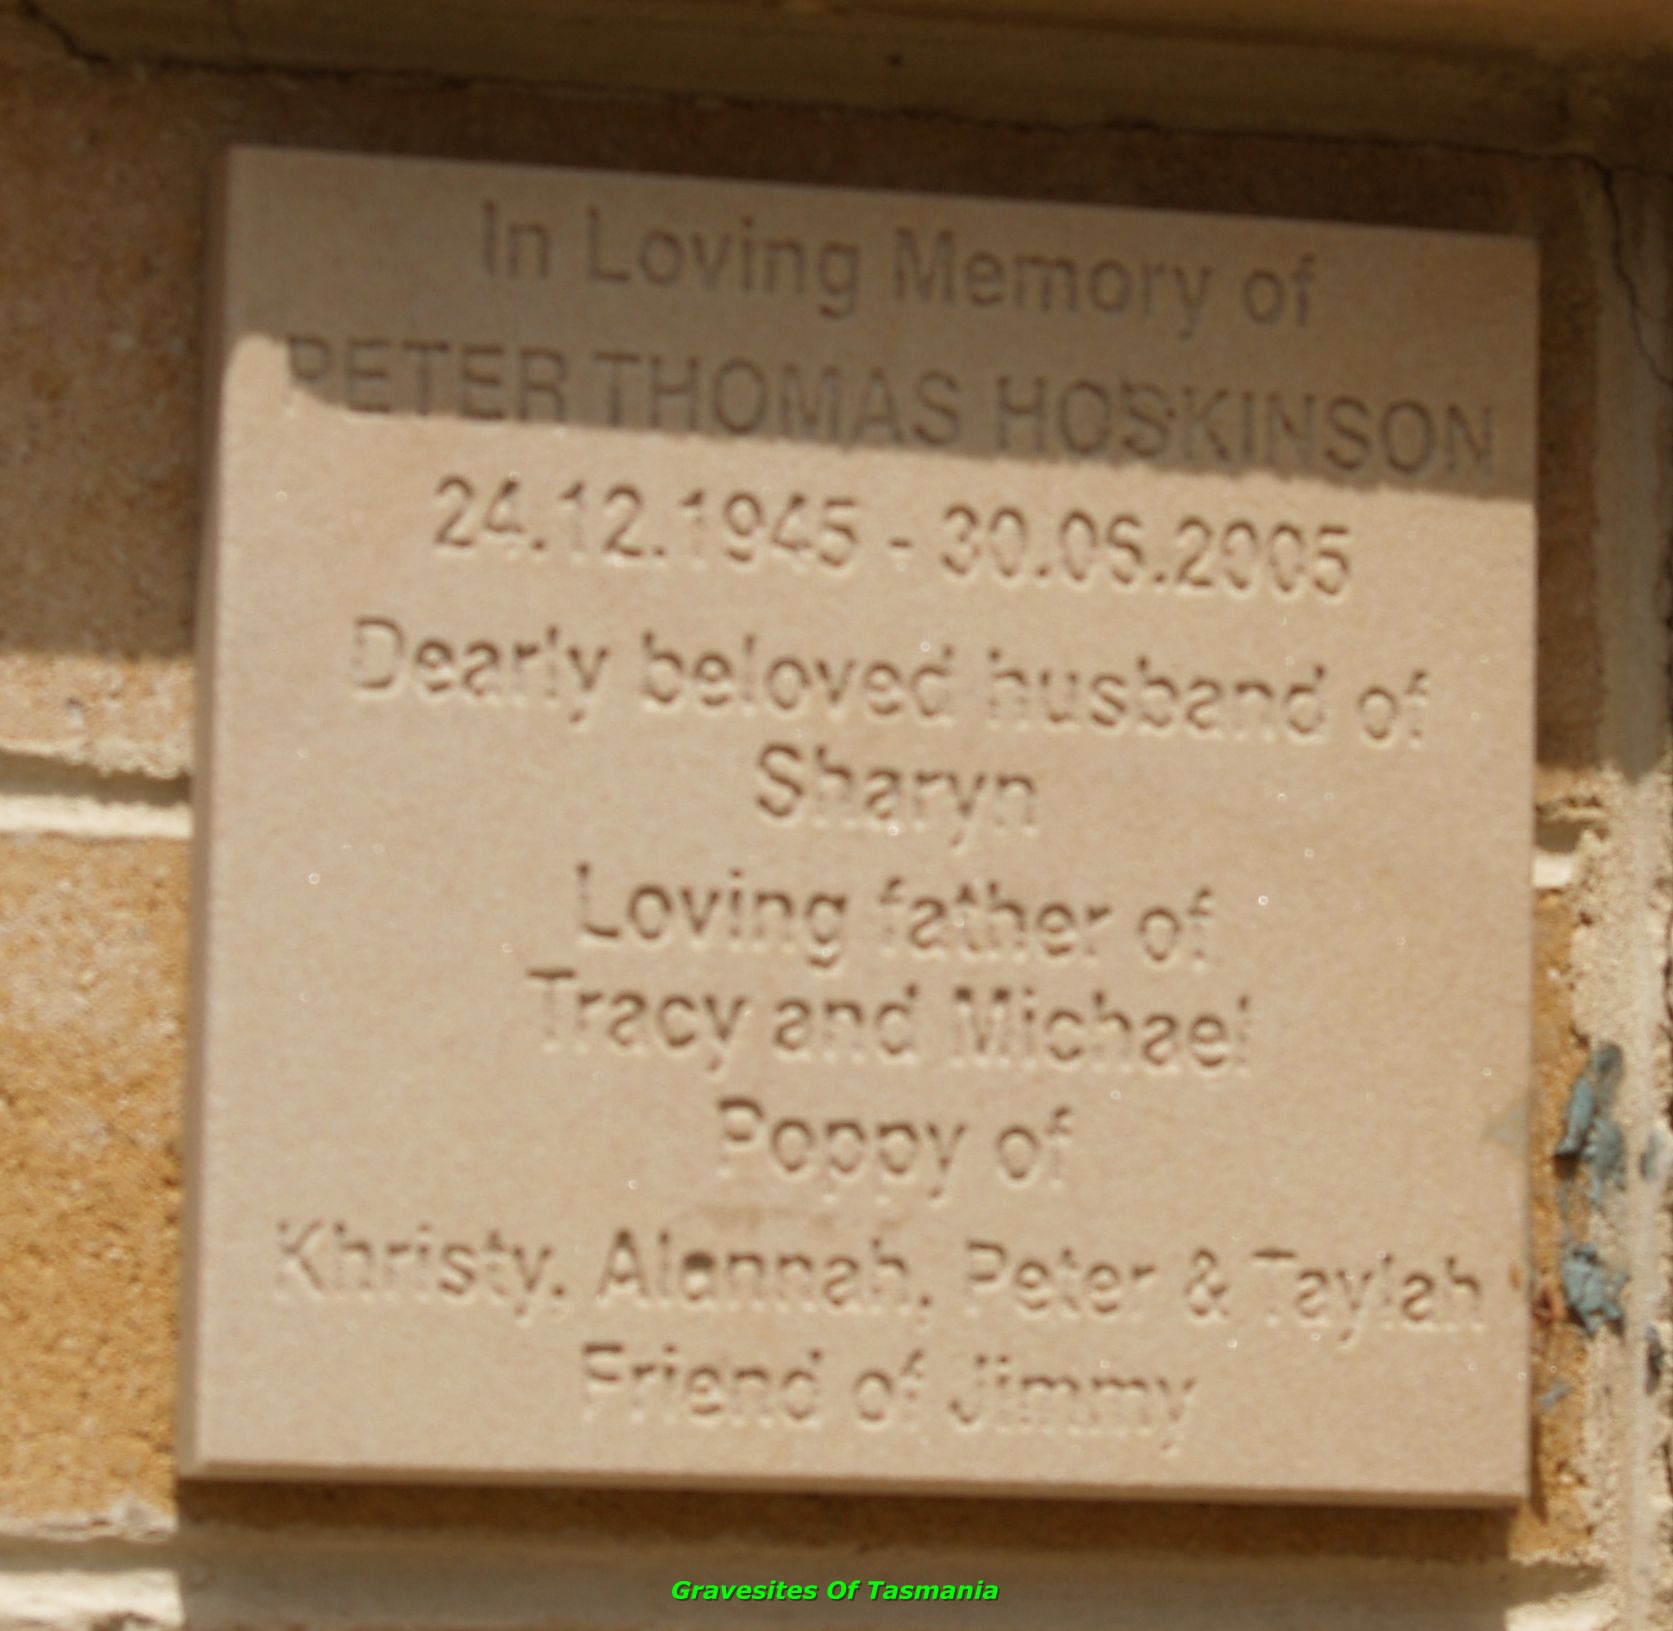 In Loving Memory of
PETER THOMAS HOSKINSON
24.12.1945 - 30.06.2005
Dearly beloved husband of
Sharyn
Loving father of
Tracy and Michael
Poppy of
Khristy, Alannah, Peter & Taylah
Friend of Jimmy
Gravesites Of Tasmania